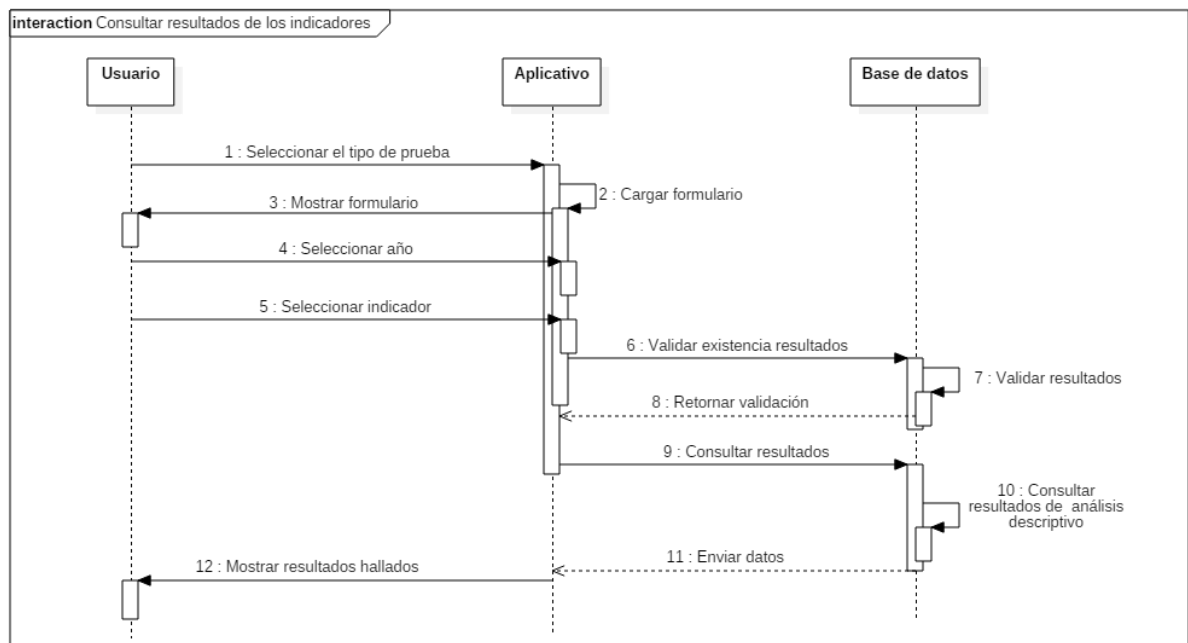 interaction Consultar resultados de los indicadores
Usuario
Aplicativo
Base de datos
1 : Seleccionar el tipo de prueba
2 : Cargar formulario
3 : Mostrar formulario
4 : Seleccionar año
5 : Seleccionar indicador
6 : Validar existencia resultados
7 : Validar resultados
8 : Retornar validación
9 : Consultar resultados
10 : Consultar
resultados de análisis
descriptivo
11 : Enviar datos
12 : Mostrar resultados hallados